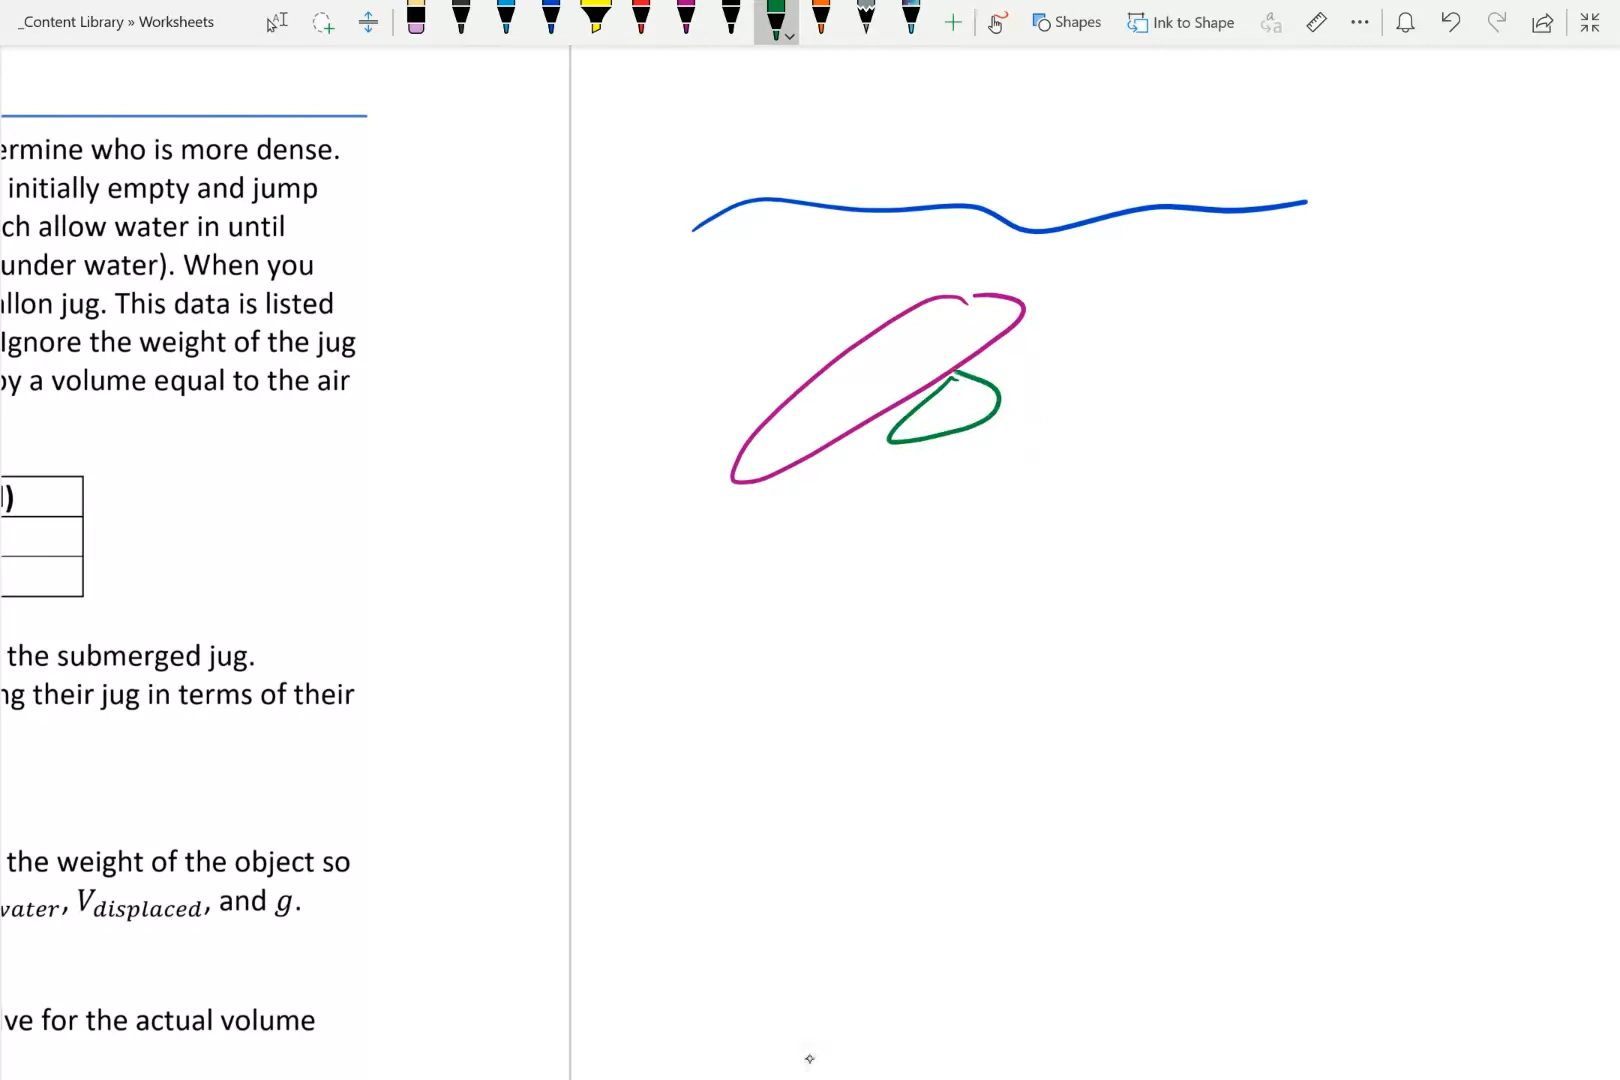 _Content Library » Worksheets
Shapes
Ink to Shape
ermine who is more dense.
initially empty and jump
ch allow water in until
under water). When you
llon jug. This data is listed
Ignore the weight of the jug
by a volume equal to the air
l)
the submerged jug.
ng their jug in terms of their
the weight of the object so
water, Vdisplaced, and g.
ve for the actual volume